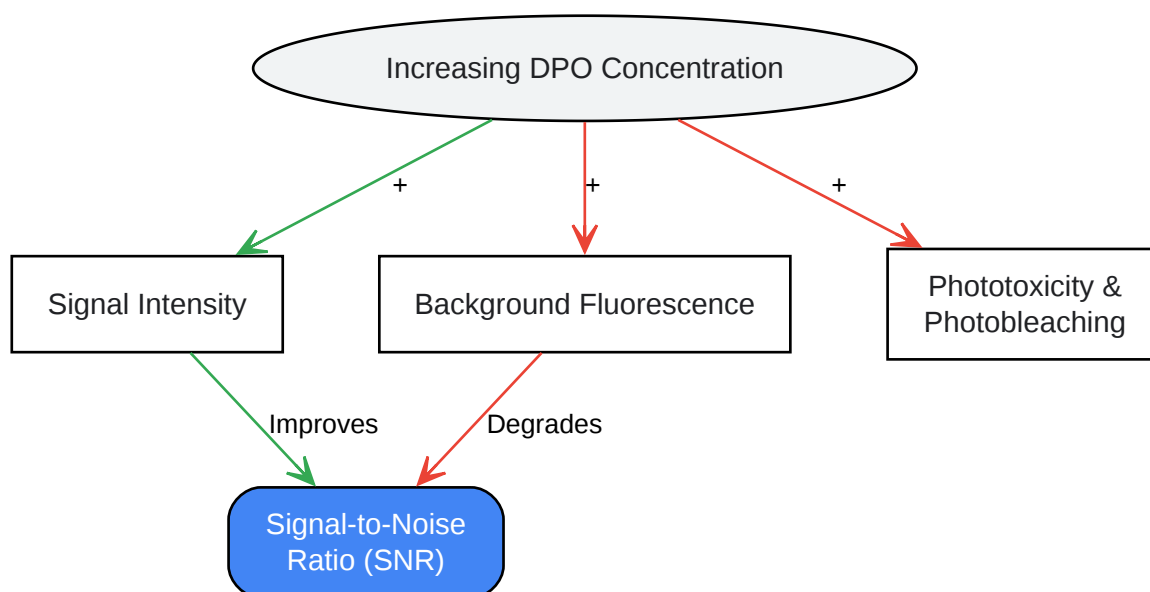 Increasing DPO Concentration
+
+
+
Signal Intensity
Background Fluorescence
Phototoxicity &
Photobleaching
Improves
Degrades
Signal-to-Noise
Ratio (SNR)